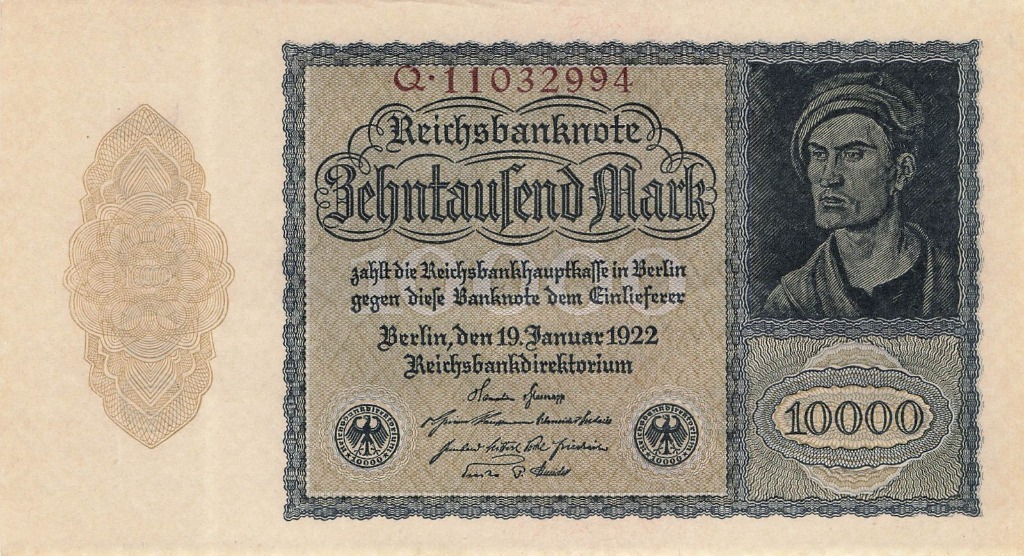 Q·11032994
Reichsbanknote
Zehntauſend Mark
zahlt die Reichsbankhauptkaſſe in Berlin
gegen dieſe Banknote dem Einlieferer
Berlin, den 19. Januar 1922
Reichsbankdirektorium
10000